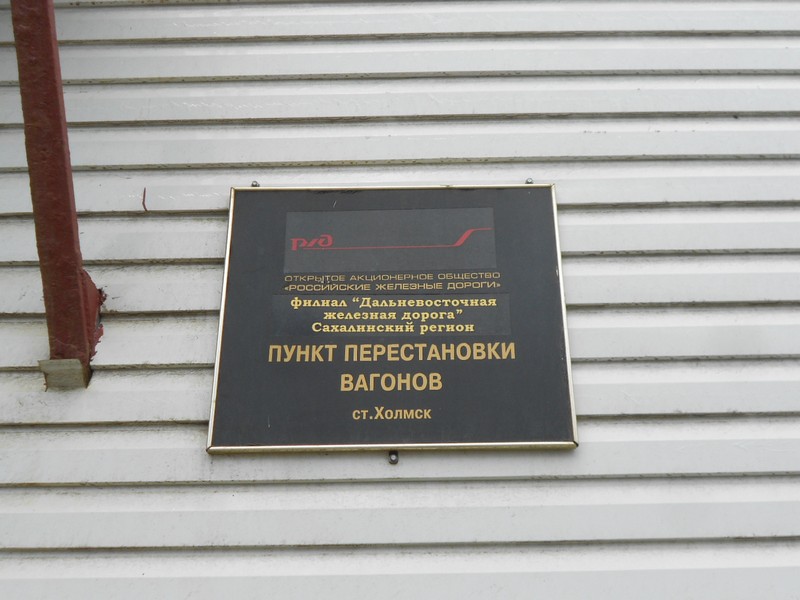 ржд
ОТКРЫТОЕ АКЦИОНЕРНОЕ ОБЩЕСТВО
«РОССИЙСКИЕ ЖЕЛЕЗНЫЕ ДОРОГИ»
филиал "Дальневосточная
железная дорога"
Сахалинский регион
ПУНКТ ПЕРЕСТАНОВКИ
ВАГОНОВ
ст.Холмск